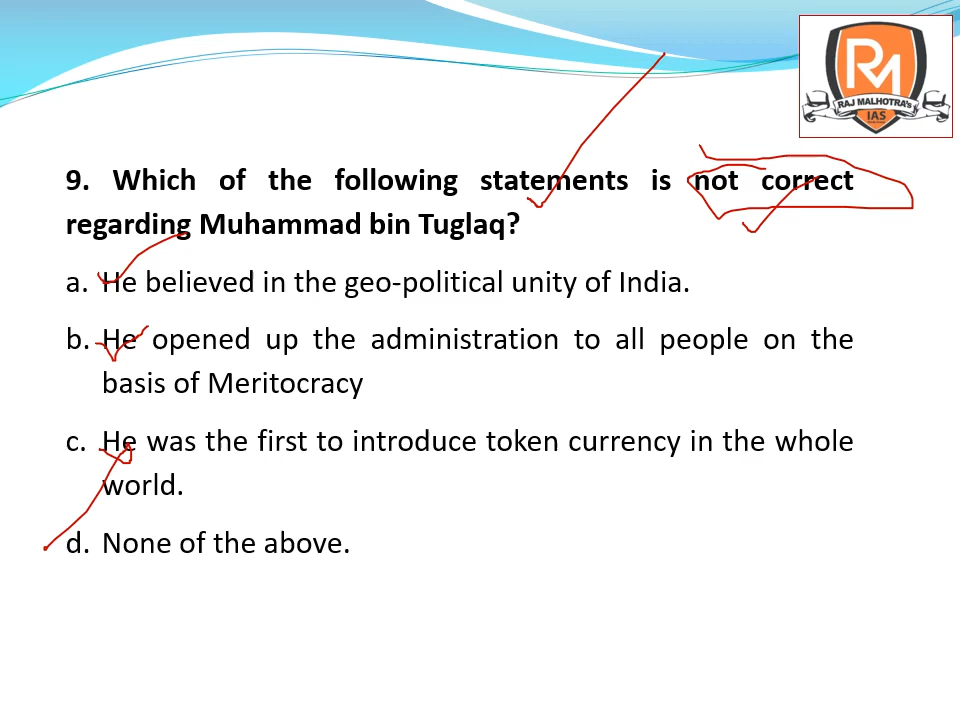 RM
RAJ MALHOTRA's
IAS
9. Which of the following statements is not correct
regarding Muhammad bin Tuglaq?
a. He believed in the geo-political unity of India.
b. He opened up the administration to all people on the
basis of Meritocracy
c. He was the first to introduce token currency in the whole
world.
d. None of the above.